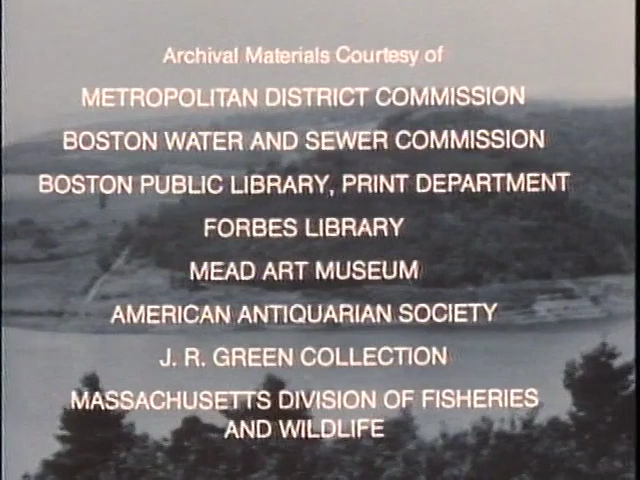 Archival Materials Courtesy of
METROPOLITAN DISTRICT COMMISSION
BOSTON WATER AND SEWER COMMISSION
BOSTON PUBLIC LIBRARY, PRINT DEPARTMENT
FORBES LIBRARY
MEAD ART MUSEUM
AMERICAN ANTIQUARIAN SOCIETY
J. R. GREEN COLLECTION
MASSACHUSETTS DIVISION OF FISHERIES
AND WILDLIFE